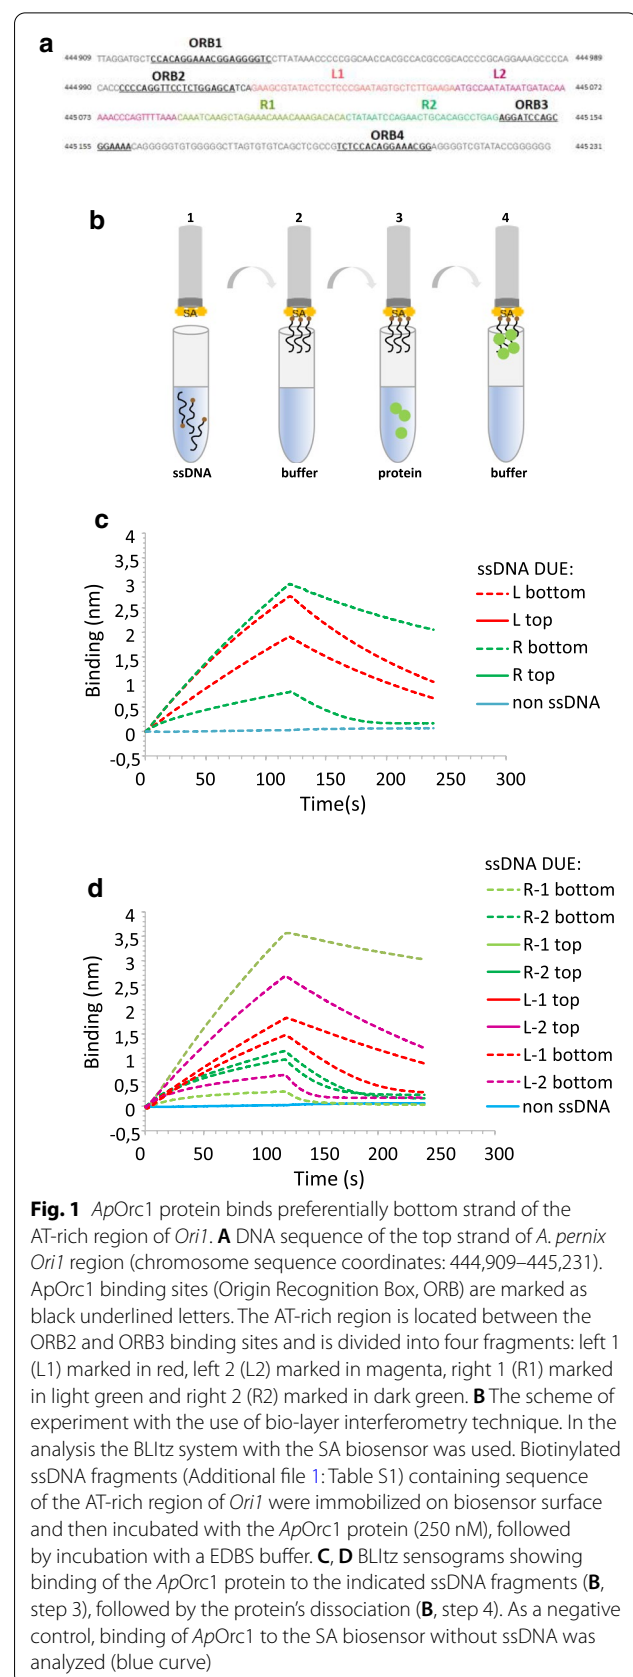 a
ORB1
444 909 TTAGGATGCTCCACAGGAAACGGAGGGGTCCTTATAAACCCCCGGCAACCACGCCACGCCGCACCCCGCAGGAAAGCCCCA 444 989
ORB2 L1 L2
444 990 CACCCCCCAGGTTCCTCTGGAGCATCAGAAGCGTATACTCCTCCCGAATAGTGCTCTTGAAGAATGCCAATATAATGATACAA 445 072
R1 R2 ORB3
445 073 AAACCCAGTTTTAAACAAATCAAGCTAGAAACAAACAAAGACACACTATAATCCAGAACTGCACAGCCTGAGAGGATCCAGC 445 154
ORB4
445 155 GGAAAACAGGGGGTGTGGGGGCTTAGTGTGTCAGCTCGCCGTCTCCACAGGAAACGGAGGGGTCGTATACCGGGGGG 445 231
b
1 2 3 4
SA SA SA SA
ssDNA buffer protein buffer
c
Binding (nm)
4
3,5
3
2,5
2
1,5
1
0,5
0
-0,5
0 50 100 150 200 250 300
Time(s)
ssDNA DUE:
L bottom
L top
R bottom
R top
non ssDNA
d
Binding (nm)
4
3,5
3
2,5
2
1,5
1
0,5
0
-0,5
0 50 100 150 200 250 300
Time (s)
ssDNA DUE:
R-1 bottom
R-2 bottom
R-1 top
R-2 top
L-1 top
L-2 top
L-1 bottom
L-2 bottom
non ssDNA
Fig. 1 ApOrc1 protein binds preferentially bottom strand of the
AT-rich region of Ori1. A DNA sequence of the top strand of A. pernix
Ori1 region (chromosome sequence coordinates: 444,909–445,231).
ApOrc1 binding sites (Origin Recognition Box, ORB) are marked as
black underlined letters. The AT-rich region is located between the
ORB2 and ORB3 binding sites and is divided into four fragments: left 1
(L1) marked in red, left 2 (L2) marked in magenta, right 1 (R1) marked
in light green and right 2 (R2) marked in dark green. B The scheme of
experiment with the use of bio-layer interferometry technique. In the
analysis the BLItz system with the SA biosensor was used. Biotinylated
ssDNA fragments (Additional file 1: Table S1) containing sequence
of the AT-rich region of Ori1 were immobilized on biosensor surface
and then incubated with the ApOrc1 protein (250 nM), followed
by incubation with a EDBS buffer. C, D BLItz sensograms showing
binding of the ApOrc1 protein to the indicated ssDNA fragments (B,
step 3), followed by the protein's dissociation (B, step 4). As a negative
control, binding of ApOrc1 to the SA biosensor without ssDNA was
analyzed (blue curve)